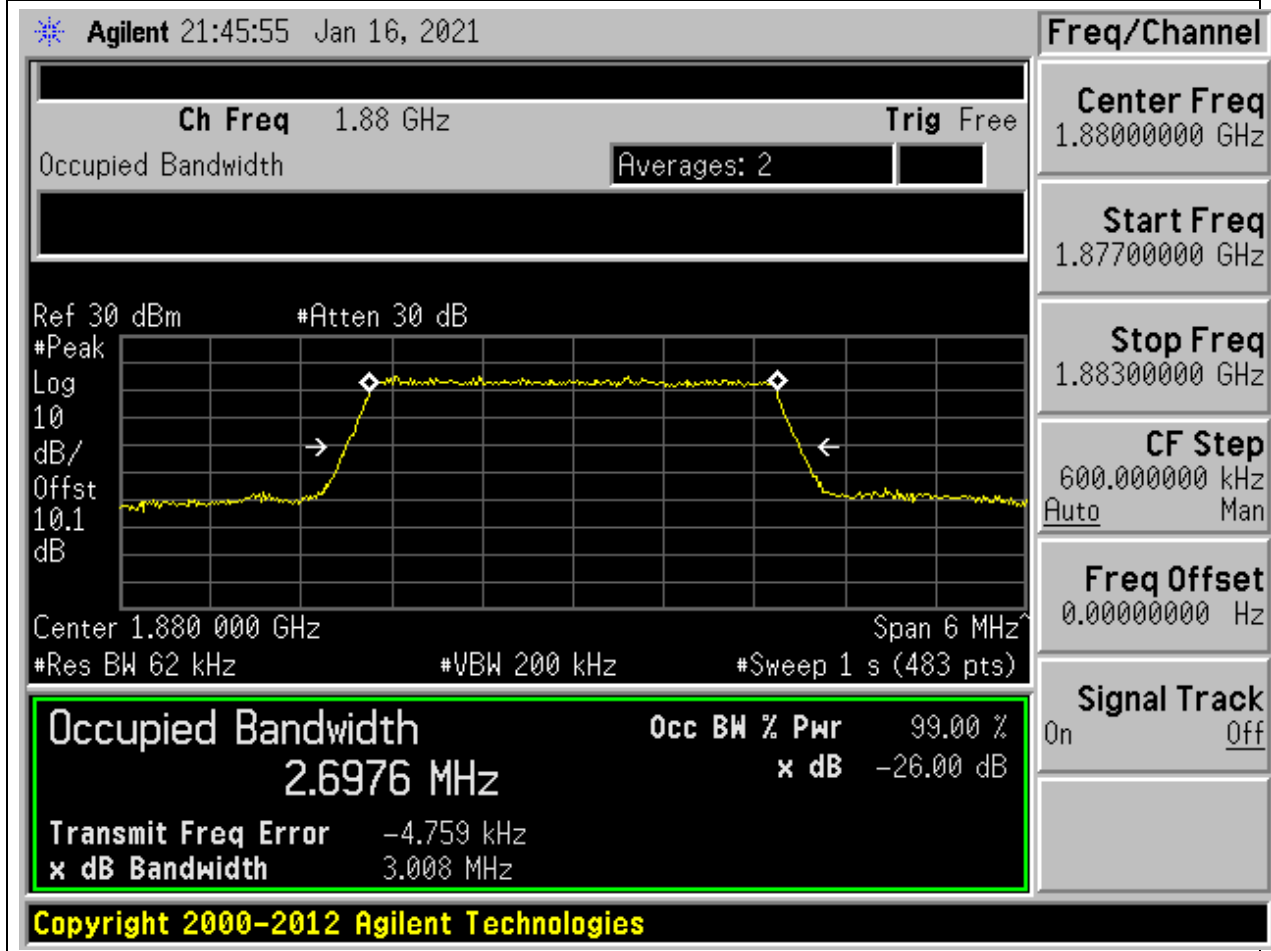 Agilent 21:45:55 Jan 16, 2021
Ch Freq 1.88 GHz Trig Free
Occupied Bandwidth Averages: 2
Ref 30 dBm #Atten 30 dB
#Peak
Log
10
dB/
Offst
10.1
dB
Center 1.880 000 GHz Span 6 MHz^
#Res BW 62 kHz #VBW 200 kHz #Sweep 1 s (483 pts)
Occupied Bandwidth Occ BW % Pwr 99.00 %
2.6976 MHz x dB -26.00 dB
Transmit Freq Error -4.759 kHz
x dB Bandwidth 3.008 MHz
Copyright 2000-2012 Agilent Technologies
Freq/Channel
Center Freq
1.88000000 GHz
Start Freq
1.87700000 GHz
Stop Freq
1.88300000 GHz
CF Step
600.000000 kHz
Auto Man
Freq Offset
0.00000000 Hz
Signal Track
On Off